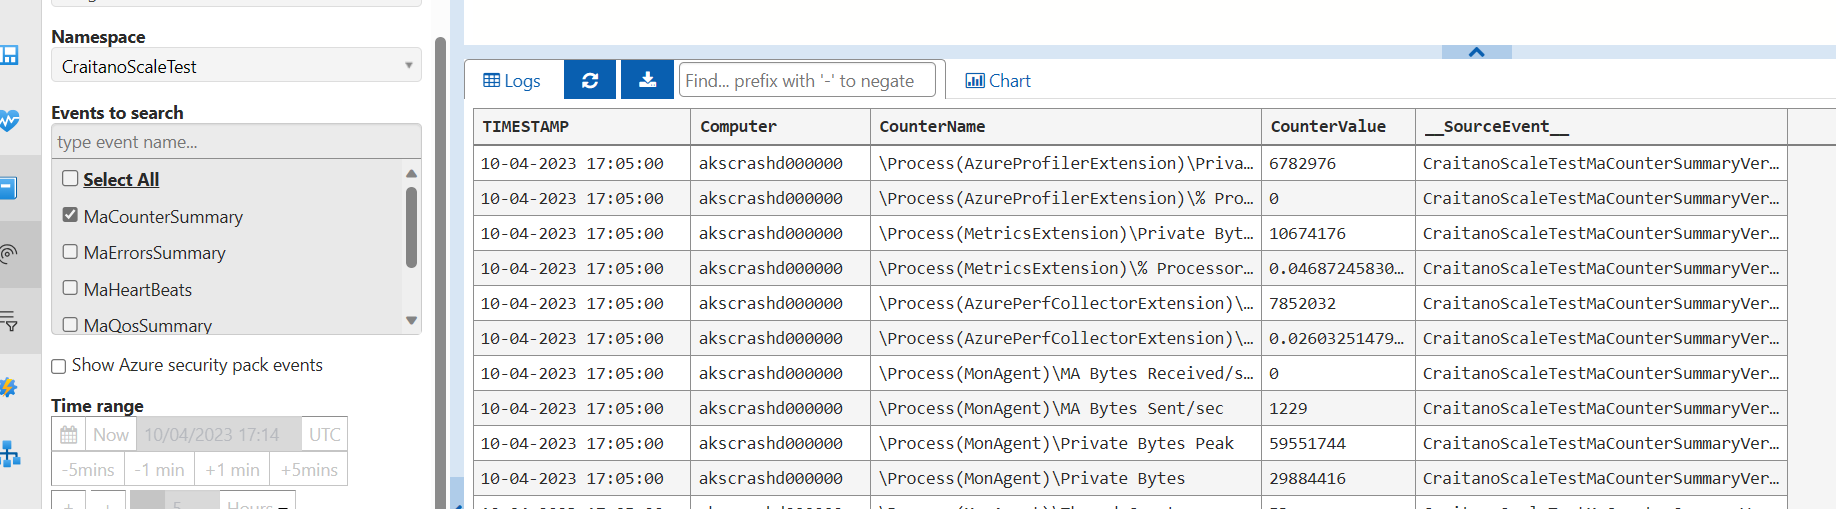 Namespace
CraitanoScaleTest
Events to search
type event name...
Select All
MaCounterSummary
MaErrorsSummary
MaHeartBeats
MaQosSummary
Show Azure security pack events
Time range
Now 10/04/2023 17:14 UTC
-5mins -1 min +1 min +5mins
5 Hours
Logs Find... prefix with '-' to negate Chart
TIMESTAMP Computer CounterName CounterValue __SourceEvent__
10-04-2023 17:05:00 akscrashd000000 \Process(AzureProfilerExtension)\Priva... 6782976 CraitanoScaleTestMaCounterSummaryVer...
10-04-2023 17:05:00 akscrashd000000 \Process(AzureProfilerExtension)\% Pro... 0 CraitanoScaleTestMaCounterSummaryVer...
10-04-2023 17:05:00 akscrashd000000 \Process(MetricsExtension)\Private Byt... 10674176 CraitanoScaleTestMaCounterSummaryVer...
10-04-2023 17:05:00 akscrashd000000 \Process(MetricsExtension)\% Processor... 0.04687245830... CraitanoScaleTestMaCounterSummaryVer...
10-04-2023 17:05:00 akscrashd000000 \Process(AzurePerfCollectorExtension)\... 7852032 CraitanoScaleTestMaCounterSummaryVer...
10-04-2023 17:05:00 akscrashd000000 \Process(AzurePerfCollectorExtension)\... 0.02603251479... CraitanoScaleTestMaCounterSummaryVer...
10-04-2023 17:05:00 akscrashd000000 \Process(MonAgent)\MA Bytes Received/s... 0 CraitanoScaleTestMaCounterSummaryVer...
10-04-2023 17:05:00 akscrashd000000 \Process(MonAgent)\MA Bytes Sent/sec 1229 CraitanoScaleTestMaCounterSummaryVer...
10-04-2023 17:05:00 akscrashd000000 \Process(MonAgent)\Private Bytes Peak 59551744 CraitanoScaleTestMaCounterSummaryVer...
10-04-2023 17:05:00 akscrashd000000 \Process(MonAgent)\Private Bytes 29884416 CraitanoScaleTestMaCounterSummaryVer...